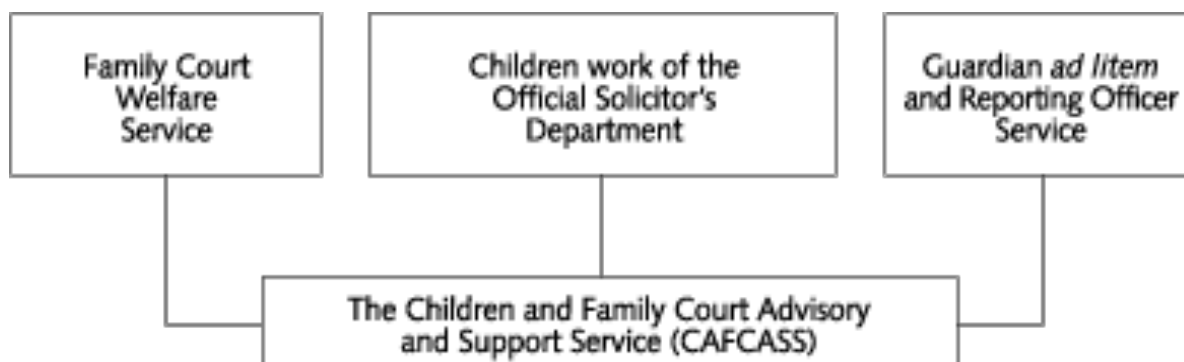 Family Court
Welfare
Service
Children work of the
Official Solicitor's
Department
Guardian ad litem
and Reporting Officer
Service
The Children and Family Court Advisory
and Support Service (CAFCASS)